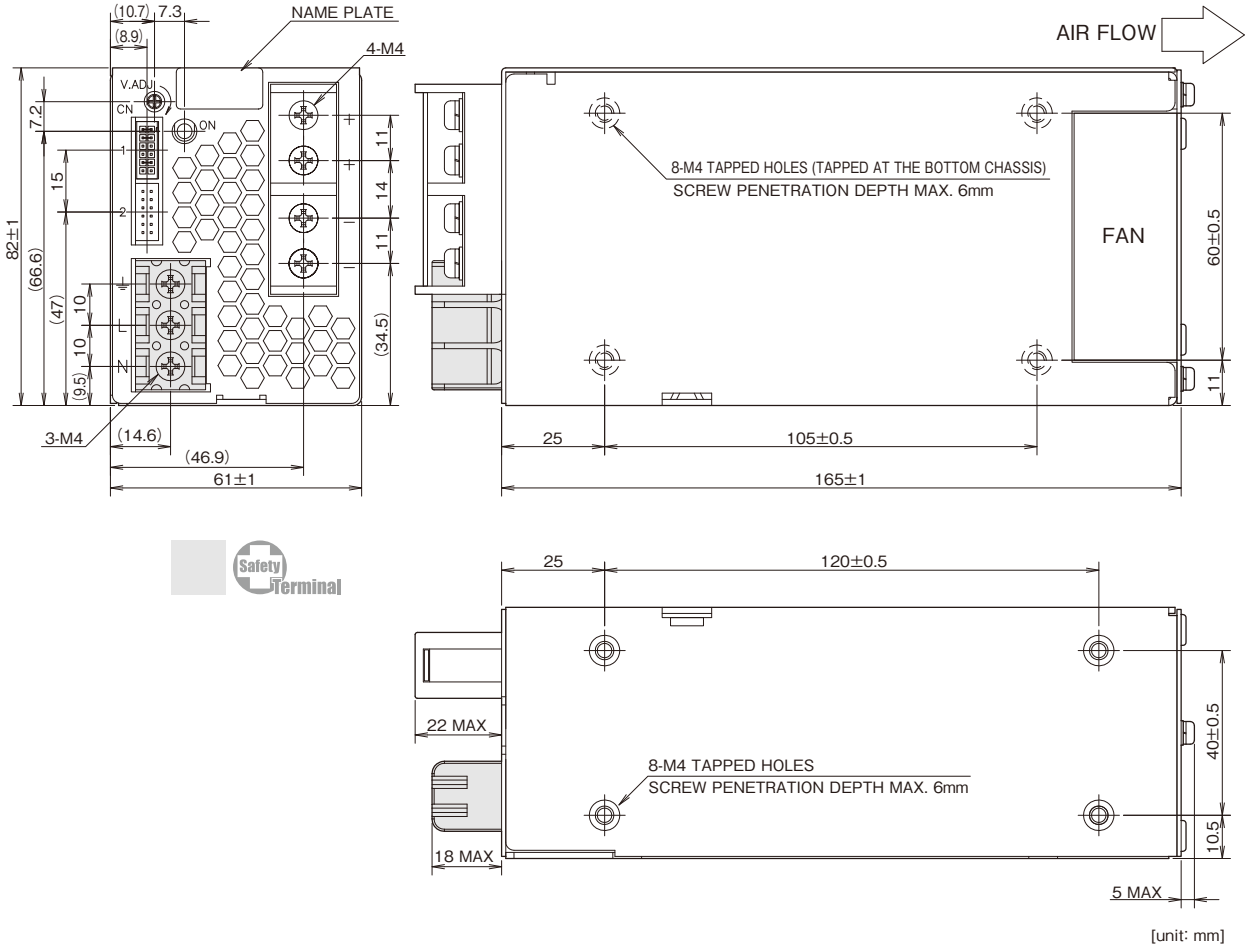 (10.7) 7.3
NAME PLATE
(8.9)
4-M4
AIR FLOW
V.ADJ
CN
ON
1
2
+
+
−
−
L
N
7.2
15
82±1
(66.6)
(47)
10
10
(9.5)
11
14
11
(34.5)
3-M4
(14.6)
(46.9)
61±1
8-M4 TAPPED HOLES (TAPPED AT THE BOTTOM CHASSIS)
SCREW PENETRATION DEPTH MAX. 6mm
FAN
60±0.5
11
25
105±0.5
165±1
Safety
Terminal
25
120±0.5
22 MAX
8-M4 TAPPED HOLES
SCREW PENETRATION DEPTH MAX. 6mm
40±0.5
10.5
18 MAX
5 MAX
[unit: mm]